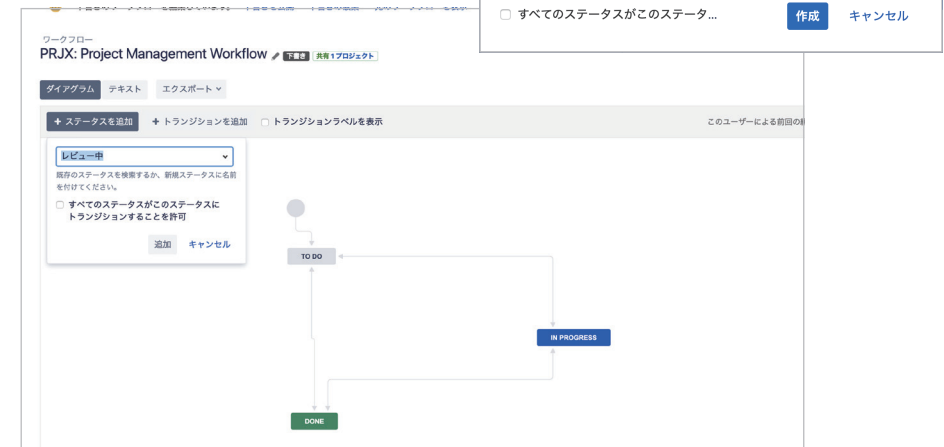 すべてのステータスがこのステータ...
作成 キャンセル
ワークフロー
PRJX: Project Management Workflow 下書き 共有 1 プロジェクト
ダイアグラム テキスト エクスポート
+ ステータスを追加 + トランジションを追加 トランジションラベルを表示
このユーザーによる前回の
レビュー中
既存のステータスを検索するか、新規ステータスに名前
を付けてください。
すべてのステータスがこのステータスに
トランジションすることを許可
追加 キャンセル
TO DO
IN PROGRESS
DONE